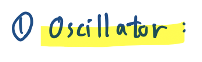 ① Oscillator :